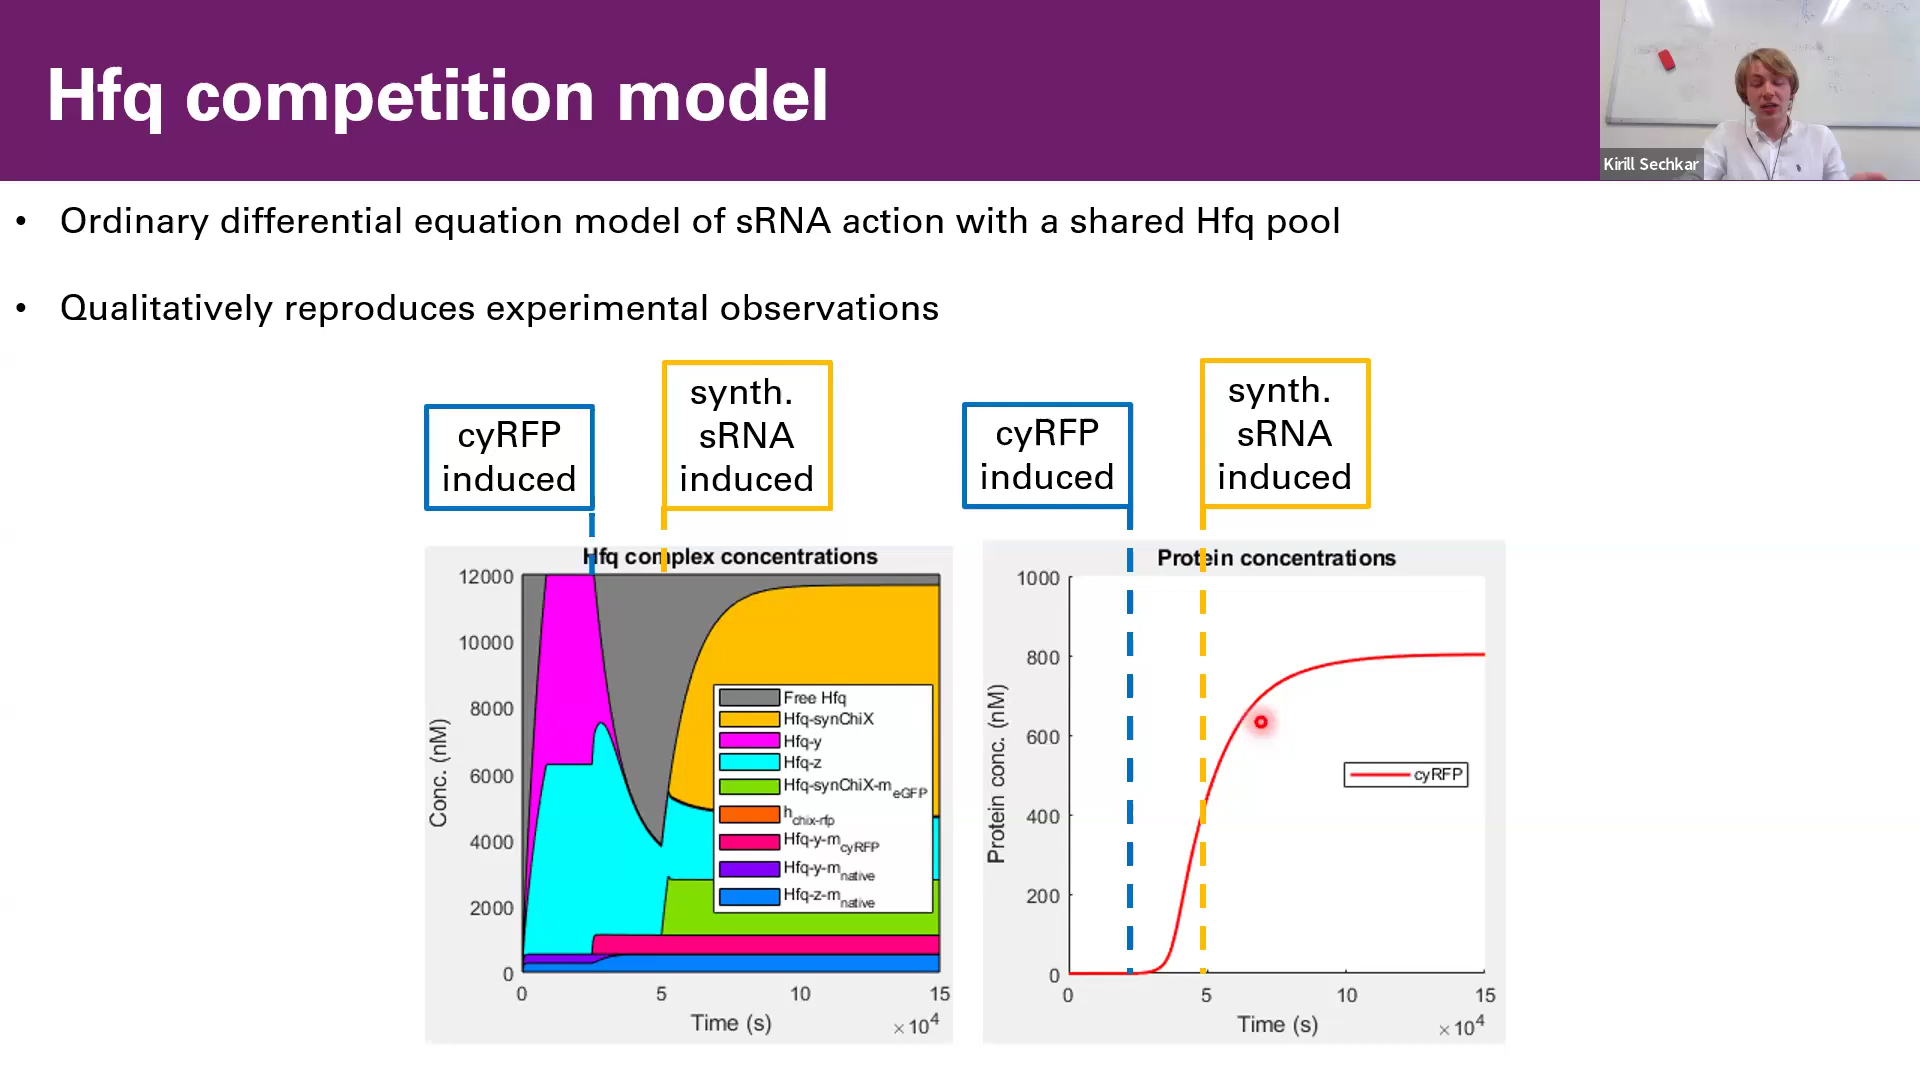 Hfq competition model
Kirill Sechkar
• Ordinary differential equation model of sRNA action with a shared Hfq pool
• Qualitatively reproduces experimental observations
cyRFP
induced
synth.
sRNA
induced
cyRFP
induced
synth.
sRNA
induced
Hfq complex concentrations
12000
10000
8000
6000
4000
2000
0
Conc. (nM)
Free Hfq
Hfq-synChiX
Hfq-y
Hfq-z
Hfq-synChiX-m eGFP
h chix-rfp
Hfq-y-m cyRFP
Hfq-y-m native
Hfq-z-m native
0 5 10 15
Time (s)
×10^4
Protein concentrations
1000
800
600
400
200
0
Protein conc. (nM)
cyRFP
0 5 10 15
Time (s)
×10^4